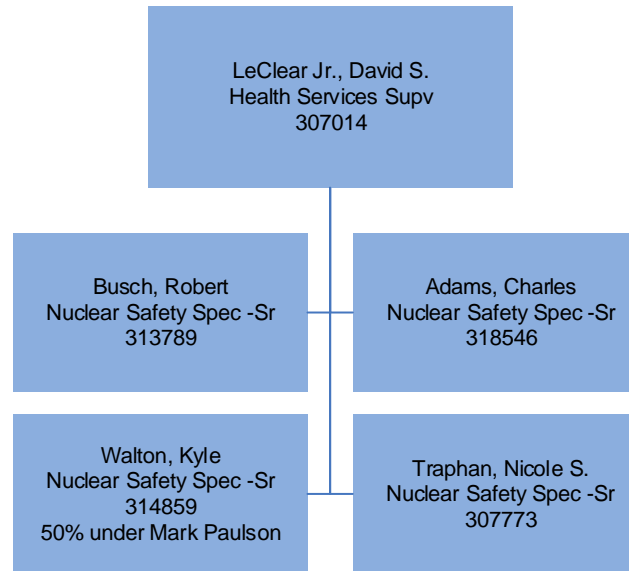 LeClear Jr., David S.
Health Services Supv
307014
Busch, Robert
Nuclear Safety Spec -Sr
313789
Adams, Charles
Nuclear Safety Spec -Sr
318546
Walton, Kyle
Nuclear Safety Spec -Sr
314859
50% under Mark Paulson
Traphan, Nicole S.
Nuclear Safety Spec -Sr
307773